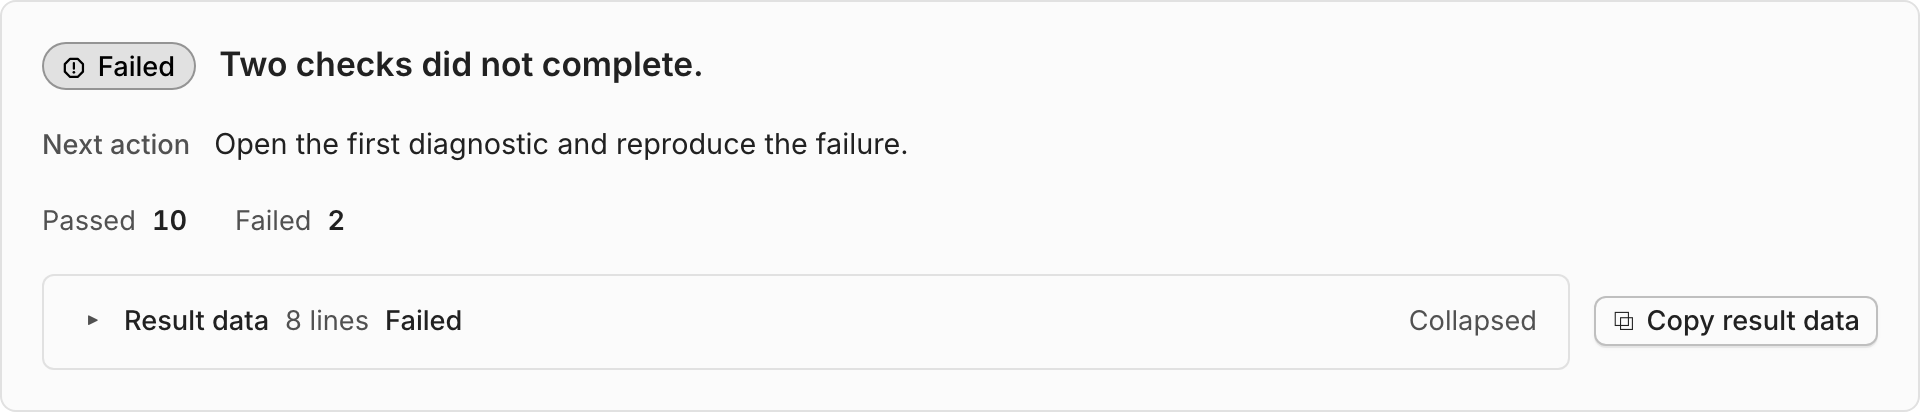 Failed Two checks did not complete.
Next action Open the first diagnostic and reproduce the failure.
Passed 10 Failed 2
Result data 8 lines Failed Collapsed Copy result data